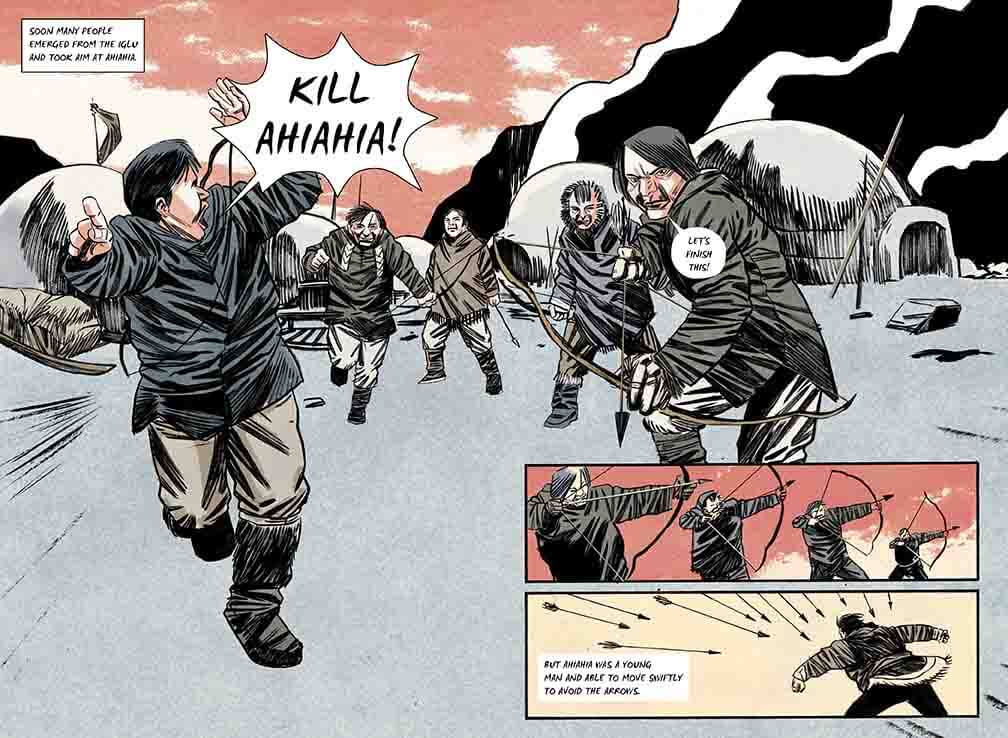 SOON MANY PEOPLE
EMERGED FROM THE IGLU
AND TOOK AIM AT AHIAHIA.
KILL
AHIAHIA!
LET'S
FINISH
THIS!
BUT AHIAHIA WAS A YOUNG
MAN AND ABLE TO MOVE SWIFTLY
TO AVOID THE ARROWS.